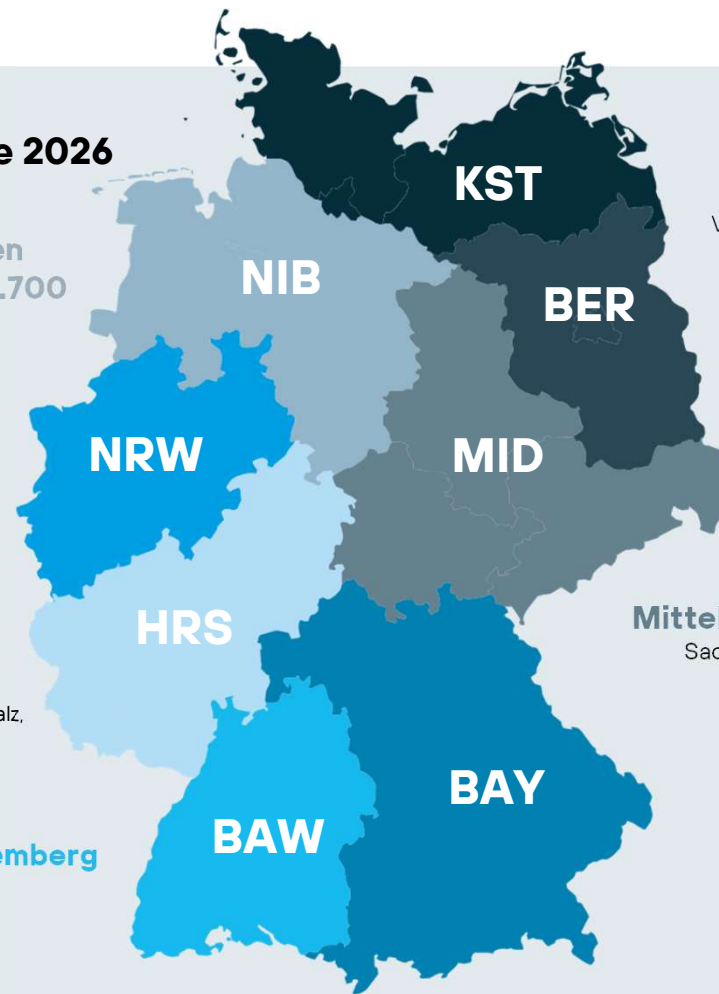 e 2026
KST
en
.700
NIB
BER
NRW
MID
HRS
Mittel
Sac
alz,
BAY
BAW
emberg